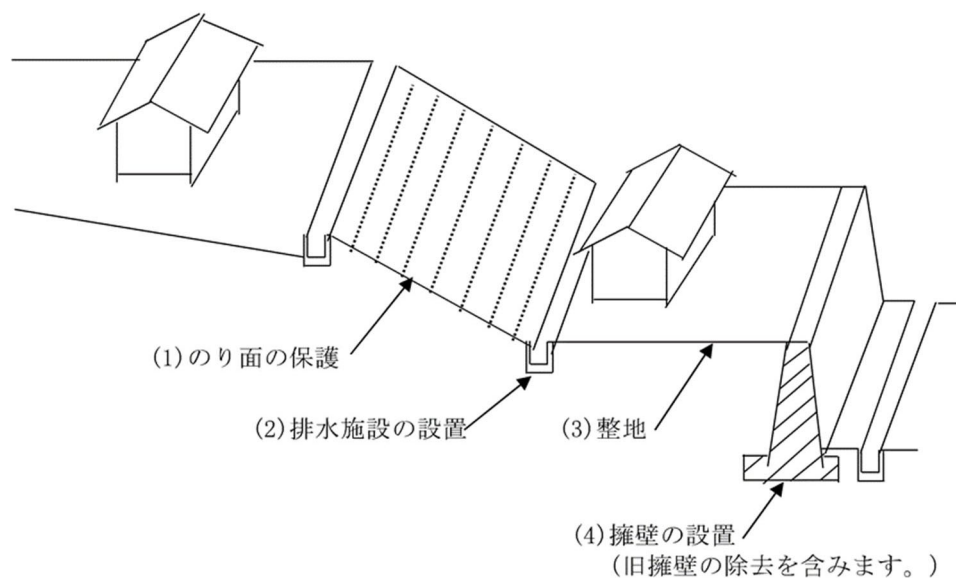 (1)のり面の保護
(2)排水施設の設置
(3)整地
(4)擁壁の設置
(旧擁壁の除去を含みます。)